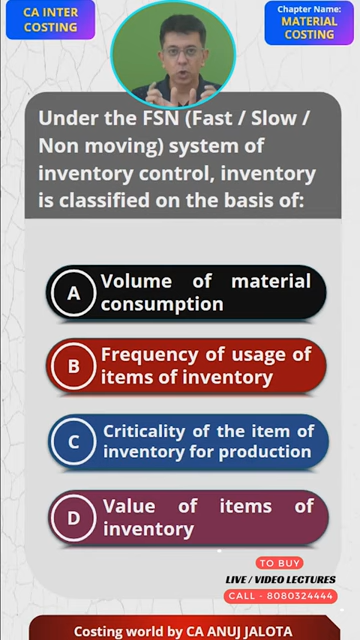 CA INTER
COSTING
Chapter Name:
MATERIAL
COSTING
Under the FSN (Fast / Slow /
Non moving) system of
inventory control, inventory
is classified on the basis of:
A
Volume of material
consumption
B
Frequency of usage of
items of inventory
C
Criticality of the item of
inventory for production
D
Value of items of
inventory
TO BUY
LIVE / VIDEO LECTURES
CALL - 8080324444
Costing world by CA ANUJ JALOTA